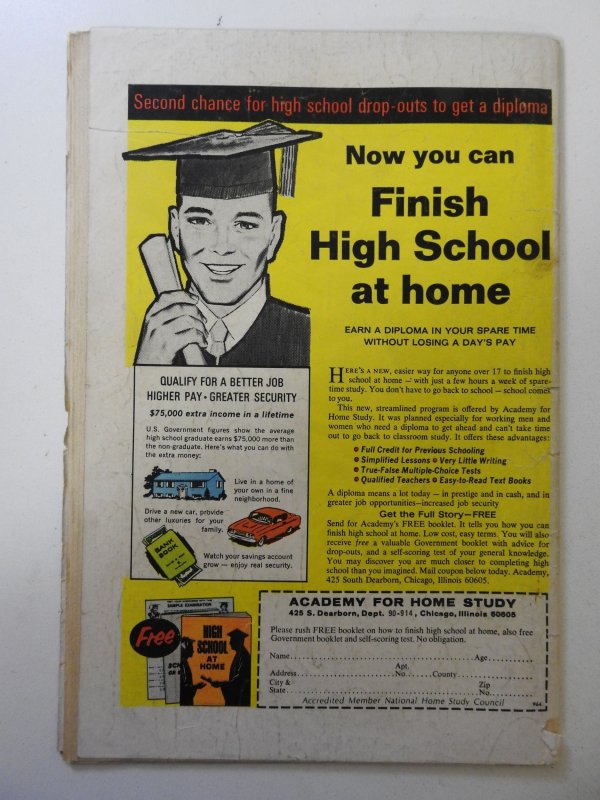 Second chance for high school drop-outs to get a diploma
Now you can
Finish
High School
at home
EARN A DIPLOMA IN YOUR SPARE TIME
WITHOUT LOSING A DAY'S PAY
HERE'S A NEW, easier way for anyone over 17 to finish high
school at home — with just a few hours a week of spare-
time study. You don't have to go back to school — school comes
to you.
This new, streamlined program is offered by Academy for
Home Study. It was planned especially for working men and
women who need a diploma to get ahead and can't take time
out to go back to classroom study. It offers these advantages:
Full Credit for Previous Schooling
Simplified Lessons • Very Little Writing
True-False Multiple-Choice Tests
Qualified Teachers • Easy-to-Read Text Books
A diploma means a lot today — in prestige and in cash, and in
greater job opportunities—increased job security
Get the Full Story—FREE
Send for Academy's FREE booklet. It tells you how you can
finish high school at home. Low cost, easy terms. You will also
receive free a valuable Government booklet with advice for
drop-outs, and a self-scoring test of your general knowledge.
You may discover you are much closer to completing high
school than you imagined. Mail coupon below today. Academy,
425 South Dearborn, Chicago, Illinois 60605.
QUALIFY FOR A BETTER JOB
HIGHER PAY • GREATER SECURITY
$75,000 extra income in a lifetime
U.S. Government figures show the average
high school graduate earns $75,000 more than
the non-graduate. Here's what you can do with
the extra money:
Live in a home of
your own in a fine
neighborhood.
Drive a new car, provide
other luxuries for your
family.
BANK
BOOK
Watch your savings account
grow — enjoy real security.
SAMPLE EXAMINATION
Free
HIGH
SCHOOL
AT
HOME
ACADEMY FOR HOME STUDY
425 S. Dearborn, Dept. 90-914, Chicago, Illinois 60605
Please rush FREE booklet on how to finish high school at home, also free
Government booklet and self-scoring test. No obligation.
Name Age
Apt.
Address No County
City & Zip
State No.
Accredited Member National Home Study Council 964